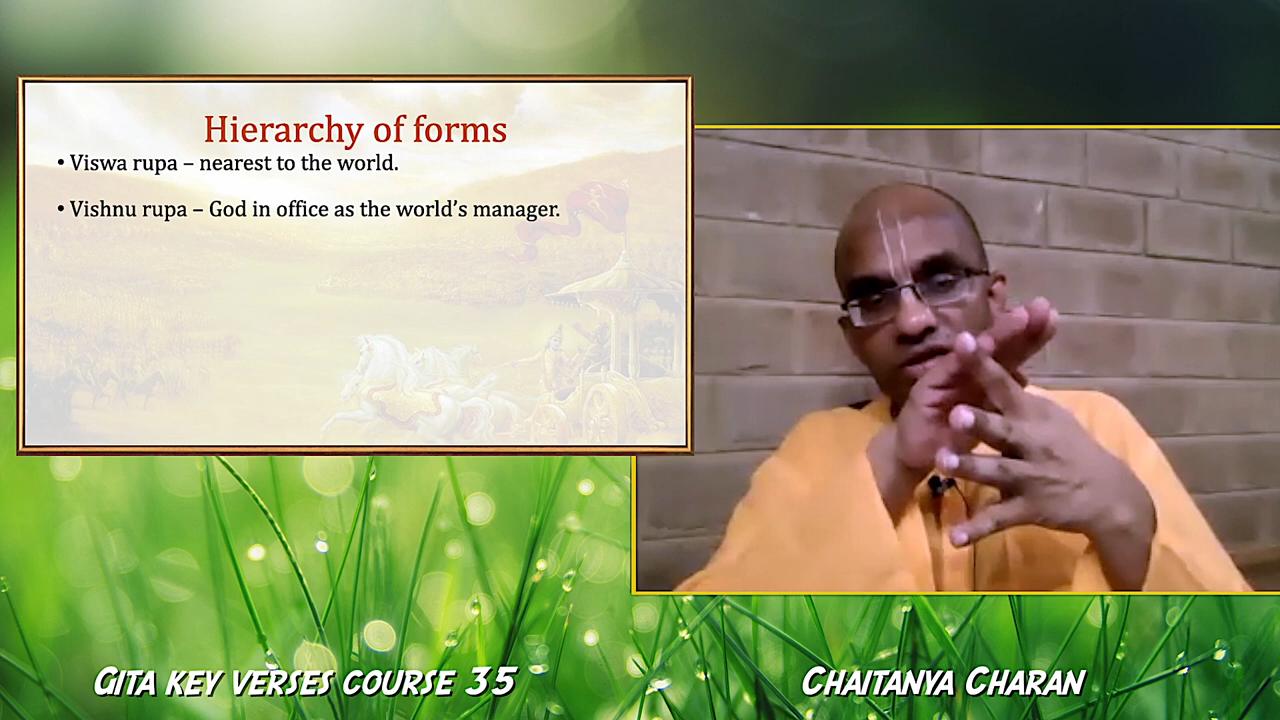 Hierarchy of forms
• Viswa rupa – nearest to the world.
• Vishnu rupa – God in office as the world’s manager.
Gita key verses course 35
Chaitanya Charan